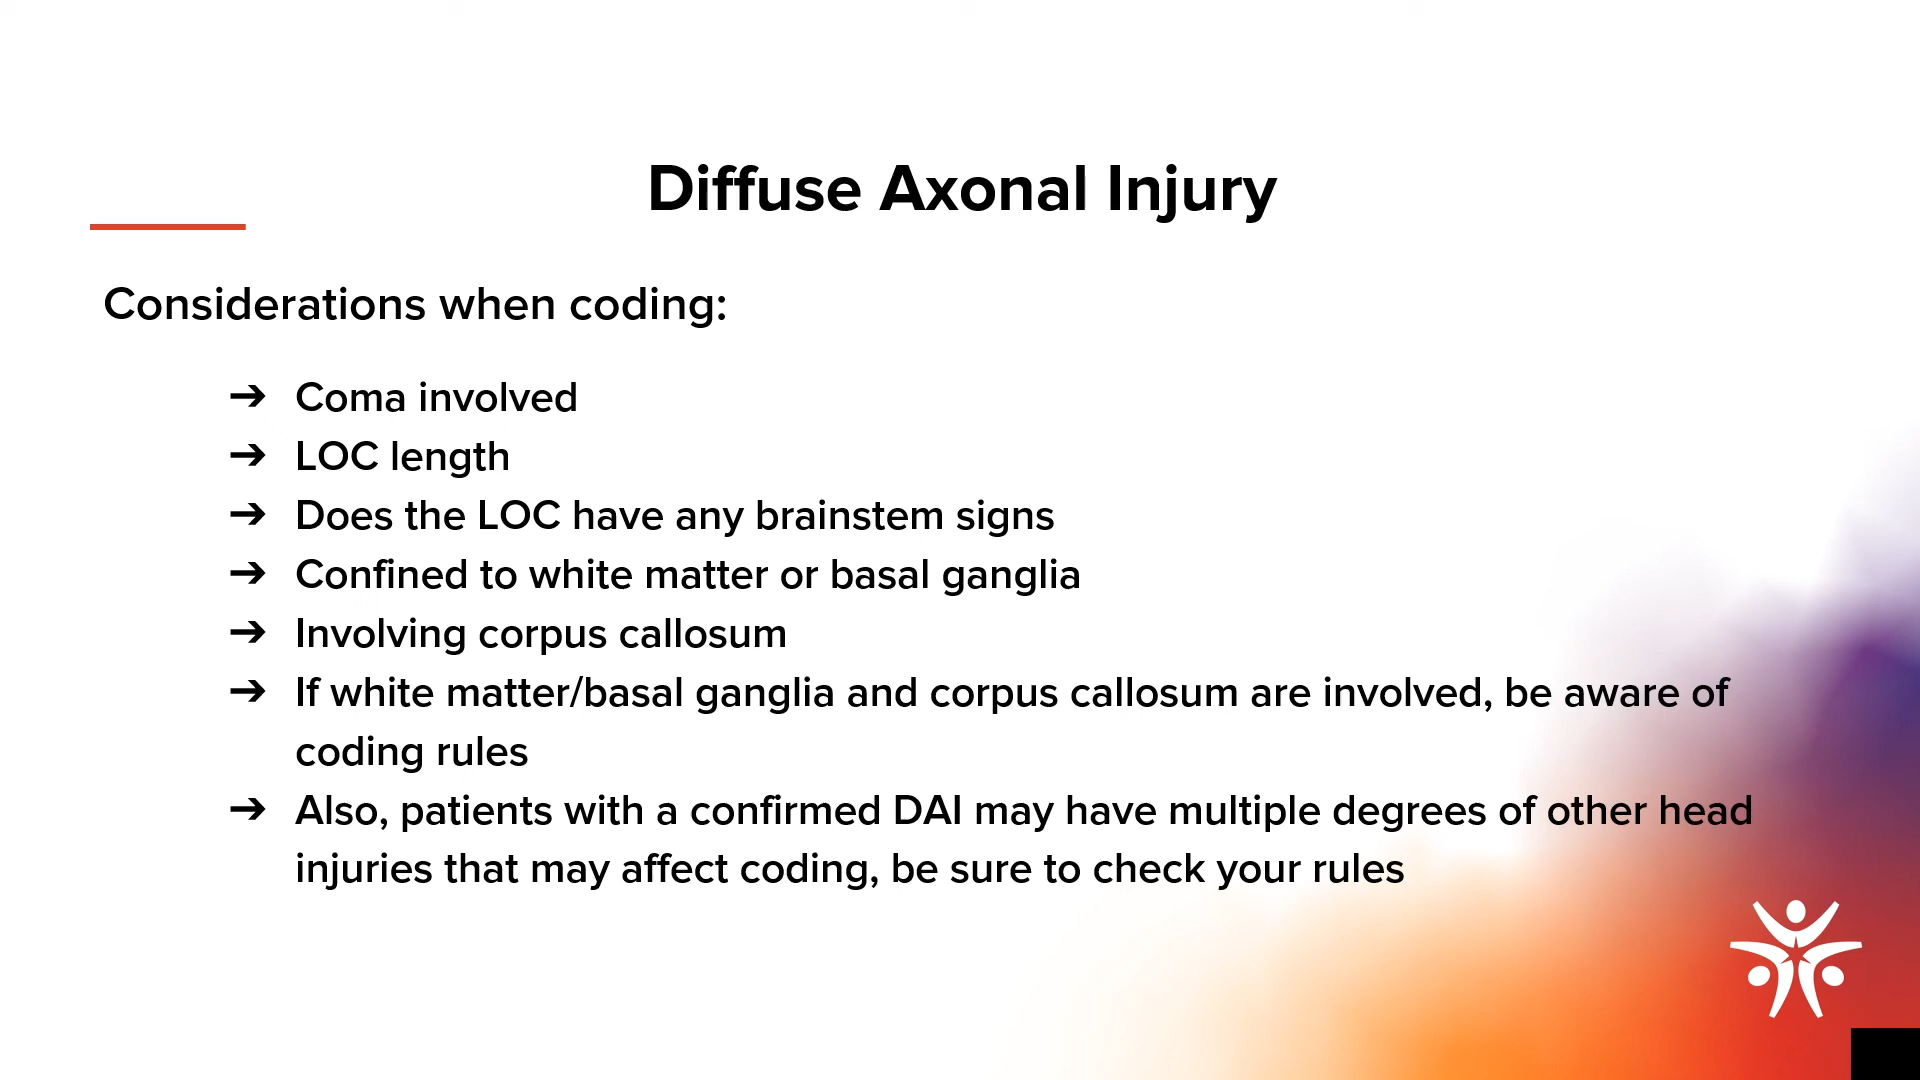 Diffuse Axonal Injury
Considerations when coding:
➔ Coma involved
➔ LOC length
➔ Does the LOC have any brainstem signs
➔ Confined to white matter or basal ganglia
➔ Involving corpus callosum
➔ If white matter/basal ganglia and corpus callosum are involved, be aware of
coding rules
➔ Also, patients with a confirmed DAI may have multiple degrees of other head
injuries that may affect coding, be sure to check your rules